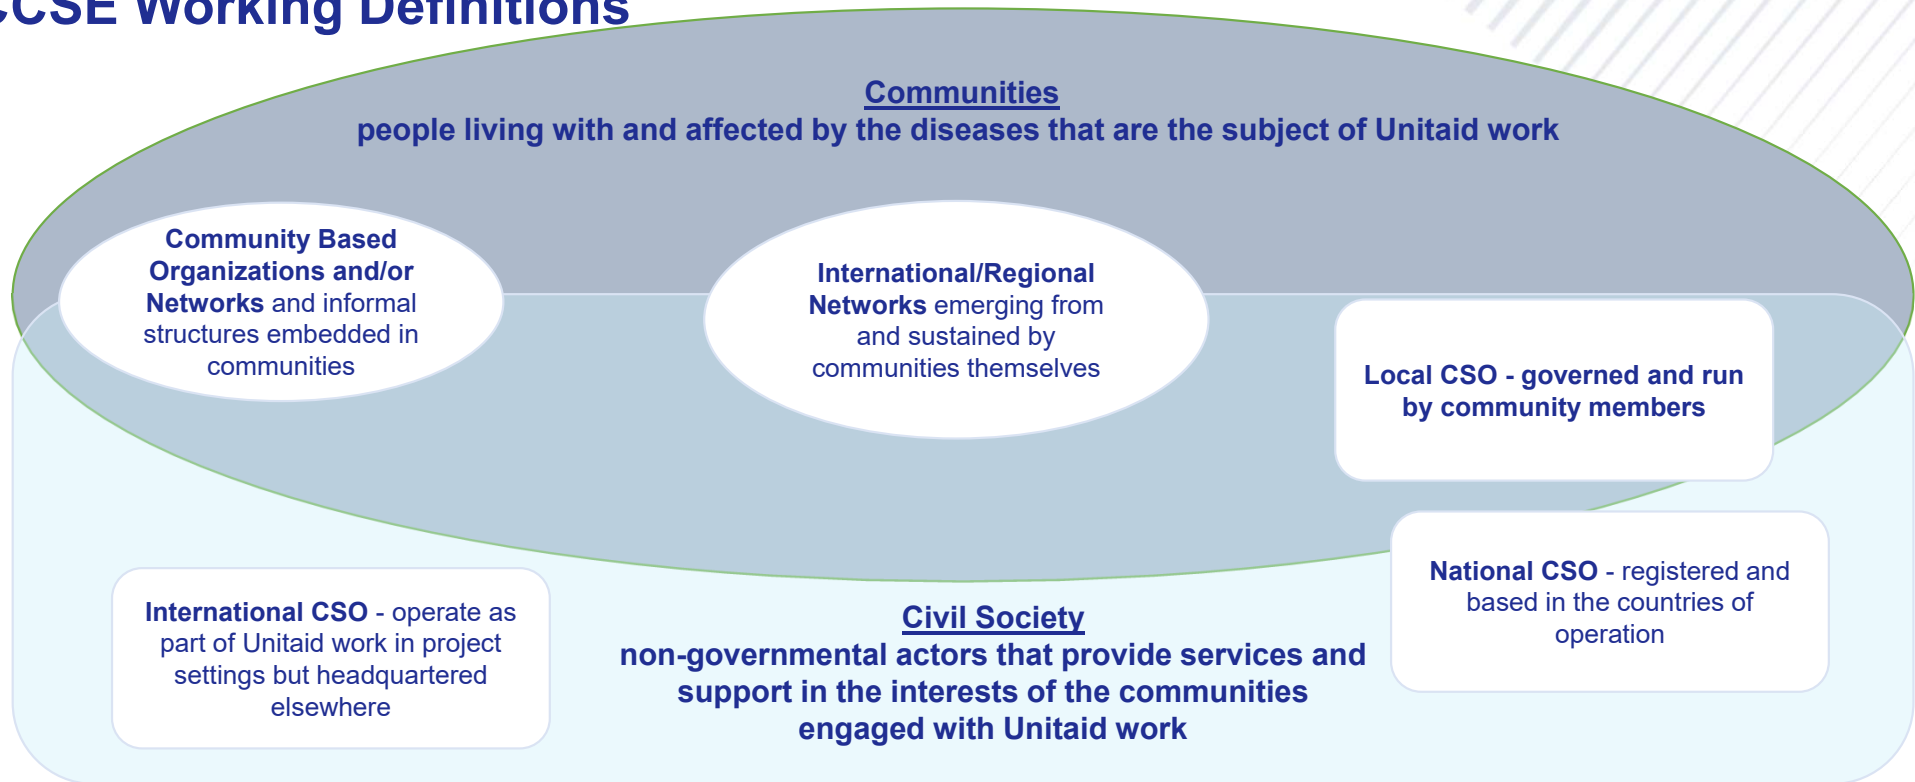 CCSE Working Definitions
Communities
people living with and affected by the diseases that are the subject of Unitaid work
Community Based
Organizations and/or
Networks and informal
structures embedded in
communities
International/Regional
Networks emerging from
and sustained by
communities themselves
Local CSO - governed and run
by community members
International CSO - operate as
part of Unitaid work in project
settings but headquartered
elsewhere
Civil Society
non-governmental actors that provide services and
support in the interests of the communities
engaged with Unitaid work
National CSO - registered and
based in the countries of
operation